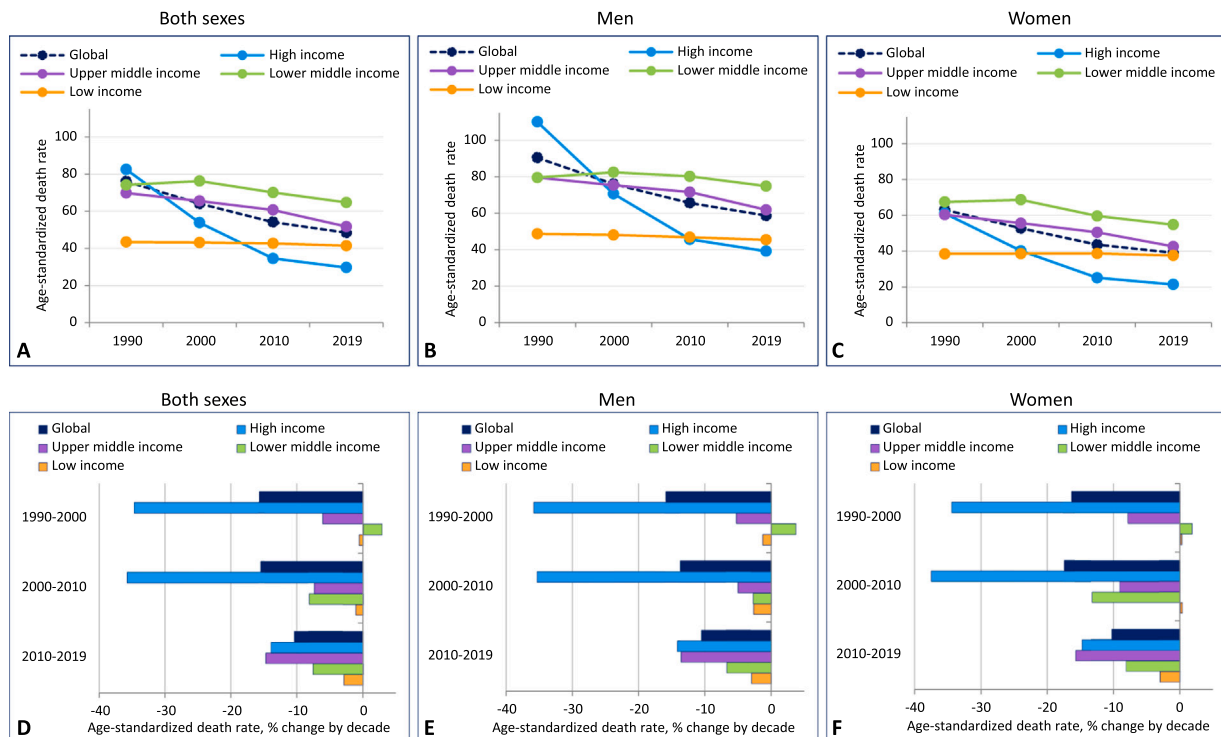 Both sexes
Global
High income
Upper middle income
Lower middle income
Low income
Age-standardized death rate
100
80
60
40
20
0
1990 2000 2010 2019
A
Men
Global
High income
Upper middle income
Lower middle income
Low income
Age-standardized death rate
100
80
60
40
20
0
1990 2000 2010 2019
B
Women
Global
High income
Upper middle income
Lower middle income
Low income
Age-standardized death rate
100
80
60
40
20
0
1990 2000 2010 2019
C
Both sexes
Global
High income
Upper middle income
Lower middle income
Low income
1990-2000
2000-2010
2010-2019
-40 -30 -20 -10 0
Age-standardized death rate, % change by decade
D
Men
Global
High income
Upper middle income
Lower middle income
Low income
1990-2000
2000-2010
2010-2019
-40 -30 -20 -10 0
Age-standardized death rate, % change by decade
E
Women
Global
High income
Upper middle income
Lower middle income
Low income
1990-2000
2000-2010
2010-2019
-40 -30 -20 -10 0
Age-standardized death rate, % change by decade
F